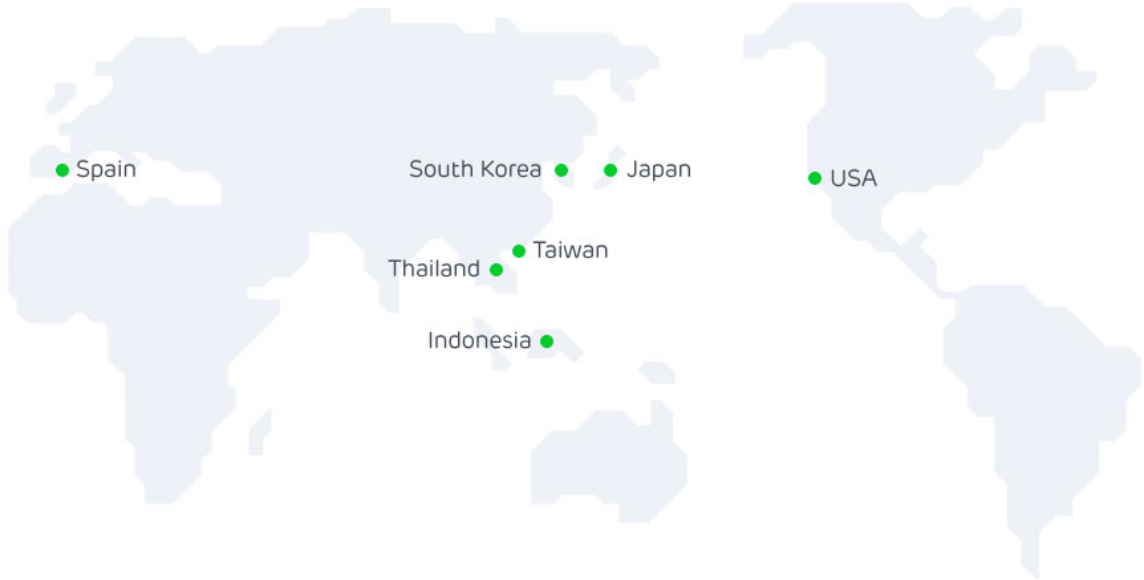 Spain
South Korea
Japan
USA
Taiwan
Thailand
Indonesia